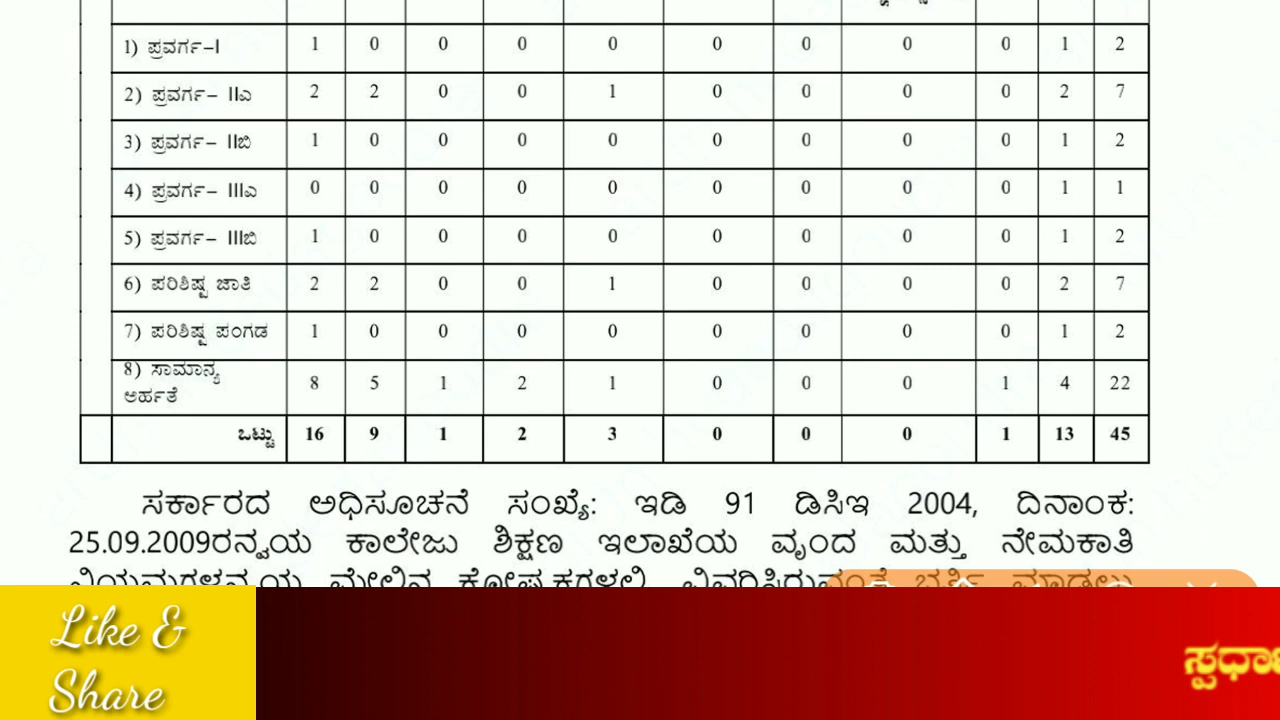 1) ಪ್ರವರ್ಗ–I 1 0 0 0 0 0 0 0 0 1 2
2) ಪ್ರವರ್ಗ– IIಎ 2 2 0 0 1 0 0 0 0 2 7
3) ಪ್ರವರ್ಗ– IIಬಿ 1 0 0 0 0 0 0 0 0 1 2
4) ಪ್ರವರ್ಗ– IIIಎ 0 0 0 0 0 0 0 0 0 1 1
5) ಪ್ರವರ್ಗ– IIIಬಿ 1 0 0 0 0 0 0 0 0 1 2
6) ಪರಿಶಿಷ್ಟ ಜಾತಿ 2 2 0 0 1 0 0 0 0 2 7
7) ಪರಿಶಿಷ್ಟ ಪಂಗಡ 1 0 0 0 0 0 0 0 0 1 2
8) ಸಾಮಾನ್ಯ
ಅರ್ಹತೆ 8 5 1 2 1 0 0 0 1 4 22
ಒಟ್ಟು 16 9 1 2 3 0 0 0 1 13 45
ಸರ್ಕಾರದ ಅಧಿಸೂಚನೆ ಸಂಖ್ಯೆ: ಇಡಿ 91 ಡಿಸಿಇ 2004, ದಿನಾಂಕ:
25.09.2009ರನ್ವಯ ಕಾಲೇಜು ಶಿಕ್ಷಣ ಇಲಾಖೆಯ ವೃಂದ ಮತ್ತು ನೇಮಕಾತಿ
Like &
Share